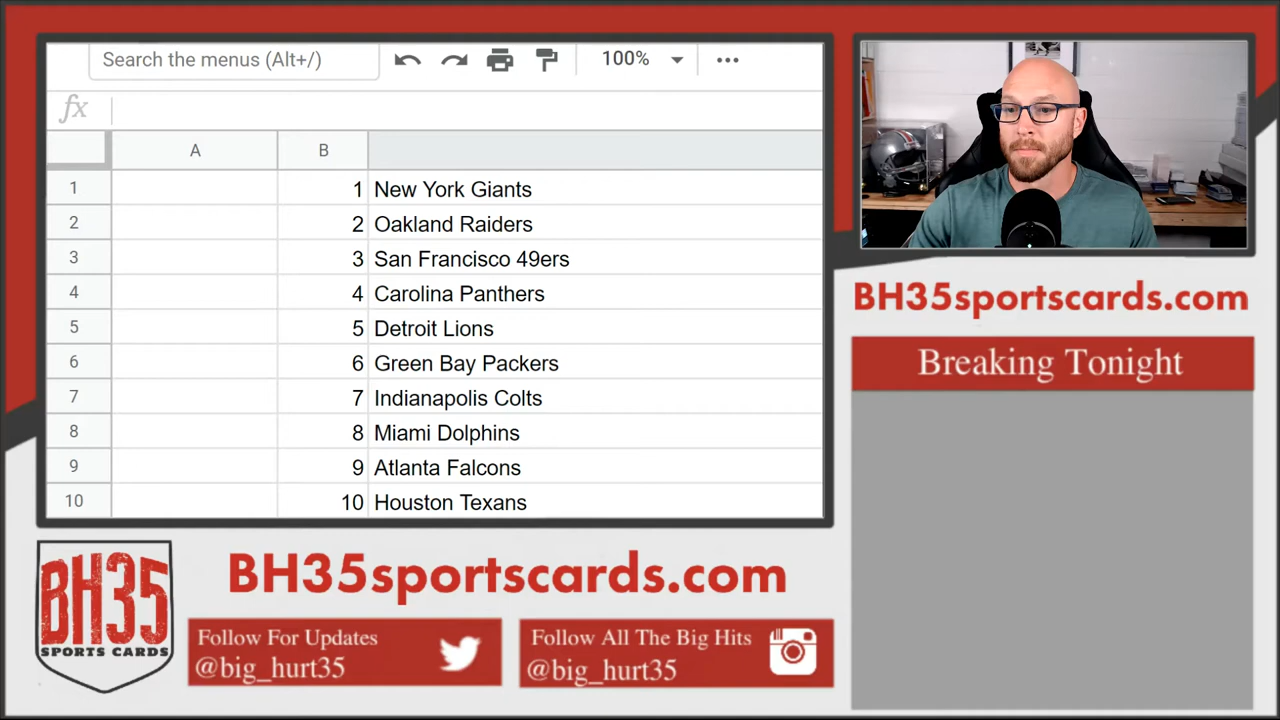 Search the menus (Alt+/)
100%
fx
A B
1 1 New York Giants
2 2 Oakland Raiders
3 3 San Francisco 49ers
4 4 Carolina Panthers
5 5 Detroit Lions
6 6 Green Bay Packers
7 7 Indianapolis Colts
8 8 Miami Dolphins
9 9 Atlanta Falcons
10 10 Houston Texans
BH35sportscards.com
Breaking Tonight
BH35
SPORTS CARDS
BH35sportscards.com
Follow For Updates
@big_hurt35
Follow All The Big Hits
@big_hurt35